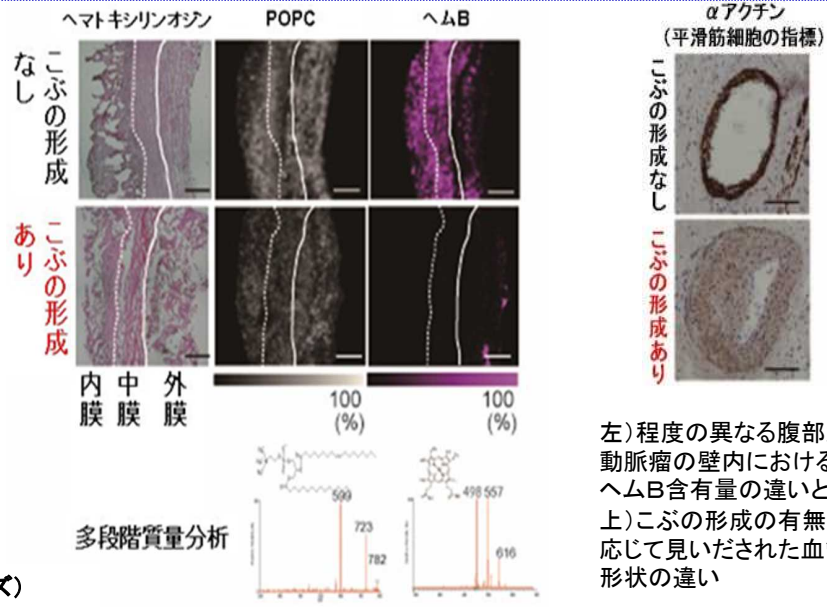 ヘマトキシリンオジン
POPC
ヘムB
こぶの形成なし
こぶの形成あり
内膜
中膜
外膜
100
(%)
100
(%)
多段階質量分析
599
723
782
498 557
616
ズ)
αアクチン
(平滑筋細胞の指標)
こぶの形成なし
こぶの形成あり
左)程度の異なる腹部
動脈瘤の壁内における
ヘムB含有量の違いと
上)こぶの形成の有無
応じて見いだされた血
形状の違い